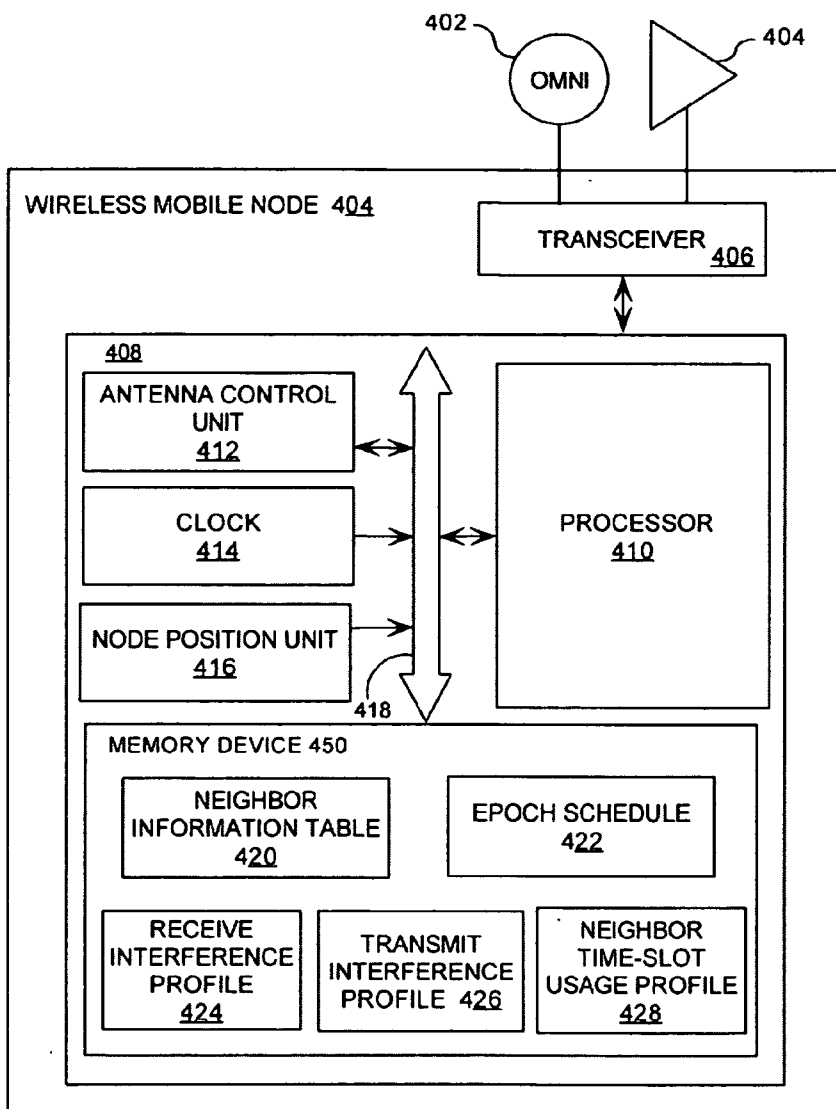 402
OMNI
404
WIRELESS MOBILE NODE 404
TRANSCEIVER
406
408
ANTENNA CONTROL
UNIT
412
CLOCK
414
NODE POSITION UNIT
416
418
PROCESSOR
410
MEMORY DEVICE 450
NEIGHBOR
INFORMATION TABLE
420
EPOCH SCHEDULE
422
RECEIVE
INTERFERENCE
PROFILE
424
TRANSMIT
INTERFERENCE
PROFILE 426
NEIGHBOR
TIME-SLOT
USAGE PROFILE
428